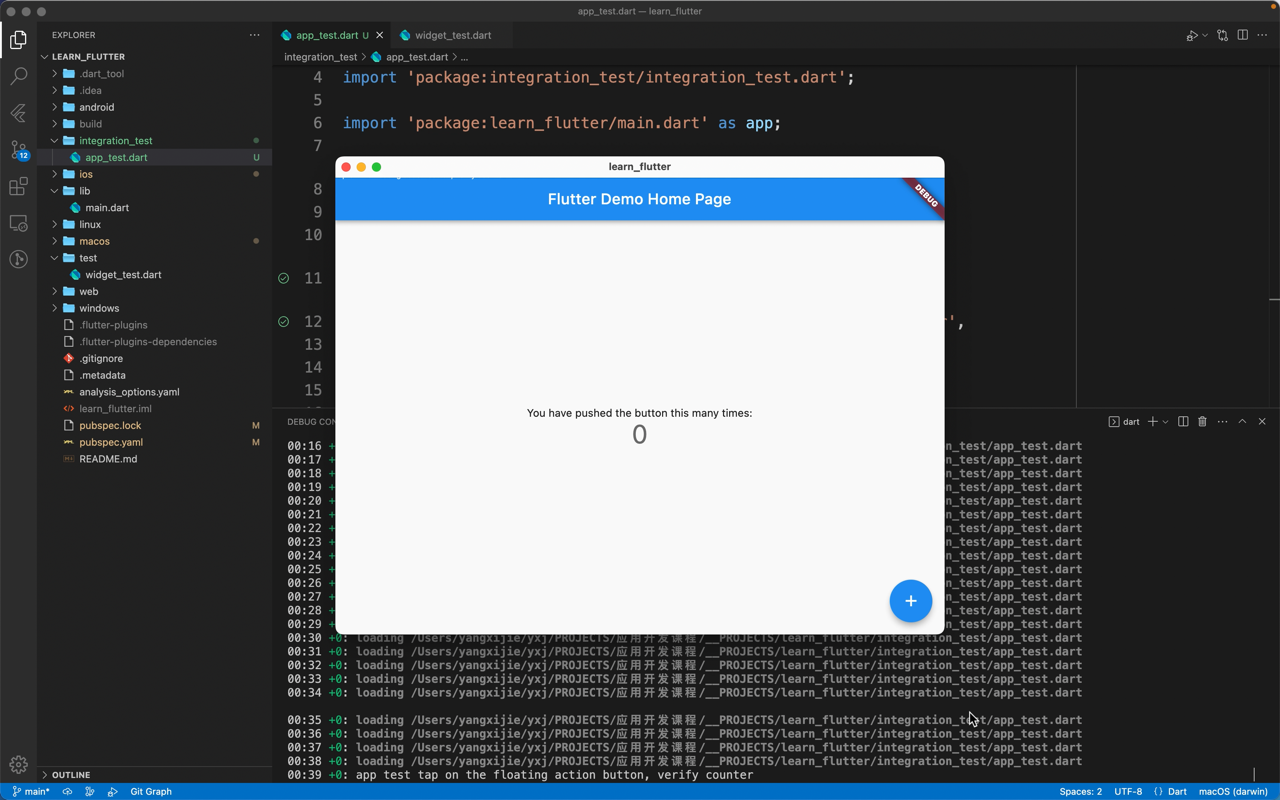 app_test.dart — learn_flutter
EXPLORER
LEARN_FLUTTER
.dart_tool
.idea
android
build
integration_test
app_test.dart U
ios
lib
main.dart
linux
macos
test
widget_test.dart
web
windows
.flutter-plugins
.flutter-plugins-dependencies
.gitignore
.metadata
analysis_options.yaml
learn_flutter.iml
pubspec.lock M
pubspec.yaml M
README.md
OUTLINE
12
app_test.dart U
widget_test.dart
integration_test > app_test.dart > ...
4 import 'package:integration_test/integration_test.dart';
5
6 import 'package:learn_flutter/main.dart' as app;
7
8
9
10
11
12 ',
13
14
15
learn_flutter
Flutter Demo Home Page
DEBUG
You have pushed the button this many times:
0
+
DEBUG CON
dart
00:16 + n_test/app_test.dart
00:17 + n_test/app_test.dart
00:18 + n_test/app_test.dart
00:19 + n_test/app_test.dart
00:20 + n_test/app_test.dart
00:21 + n_test/app_test.dart
00:22 + n_test/app_test.dart
00:23 + n_test/app_test.dart
00:24 + n_test/app_test.dart
00:25 + n_test/app_test.dart
00:26 + n_test/app_test.dart
00:27 + n_test/app_test.dart
00:28 + n_test/app_test.dart
00:29 + n_test/app_test.dart
00:30 +0: loading /Users/yangxijie/yxj/PROJECTS/应用开发课程/__PROJECTS/learn_flutter/integration_test/app_test.dart
00:31 +0: loading /Users/yangxijie/yxj/PROJECTS/应用开发课程/__PROJECTS/learn_flutter/integration_test/app_test.dart
00:32 +0: loading /Users/yangxijie/yxj/PROJECTS/应用开发课程/__PROJECTS/learn_flutter/integration_test/app_test.dart
00:33 +0: loading /Users/yangxijie/yxj/PROJECTS/应用开发课程/__PROJECTS/learn_flutter/integration_test/app_test.dart
00:34 +0: loading /Users/yangxijie/yxj/PROJECTS/应用开发课程/__PROJECTS/learn_flutter/integration_test/app_test.dart
00:35 +0: loading /Users/yangxijie/yxj/PROJECTS/应用开发课程/__PROJECTS/learn_flutter/integration_test/app_test.dart
00:36 +0: loading /Users/yangxijie/yxj/PROJECTS/应用开发课程/__PROJECTS/learn_flutter/integration_test/app_test.dart
00:37 +0: loading /Users/yangxijie/yxj/PROJECTS/应用开发课程/__PROJECTS/learn_flutter/integration_test/app_test.dart
00:38 +0: loading /Users/yangxijie/yxj/PROJECTS/应用开发课程/__PROJECTS/learn_flutter/integration_test/app_test.dart
00:39 +0: app test tap on the floating action button, verify counter
main* Git Graph Spaces: 2 UTF-8 {} Dart macOS (darwin)